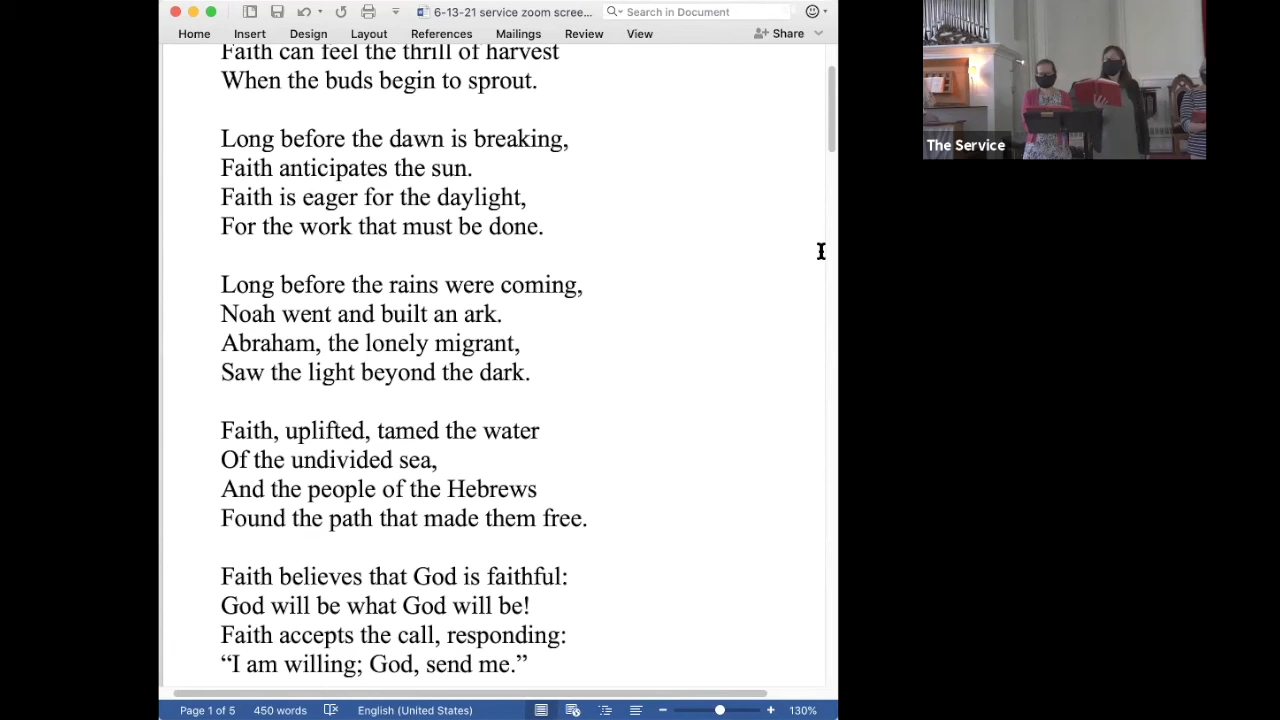 6-13-21 service zoom scree...
Search in Document
Home Insert Design Layout References Mailings Review View Share
Faith can feel the thrill of harvest
When the buds begin to sprout.
Long before the dawn is breaking,
Faith anticipates the sun.
Faith is eager for the daylight,
For the work that must be done.
Long before the rains were coming,
Noah went and built an ark.
Abraham, the lonely migrant,
Saw the light beyond the dark.
Faith, uplifted, tamed the water
Of the undivided sea,
And the people of the Hebrews
Found the path that made them free.
Faith believes that God is faithful:
God will be what God will be!
Faith accepts the call, responding:
“I am willing; God, send me.”
Page 1 of 5 450 words English (United States) 130%
The Service